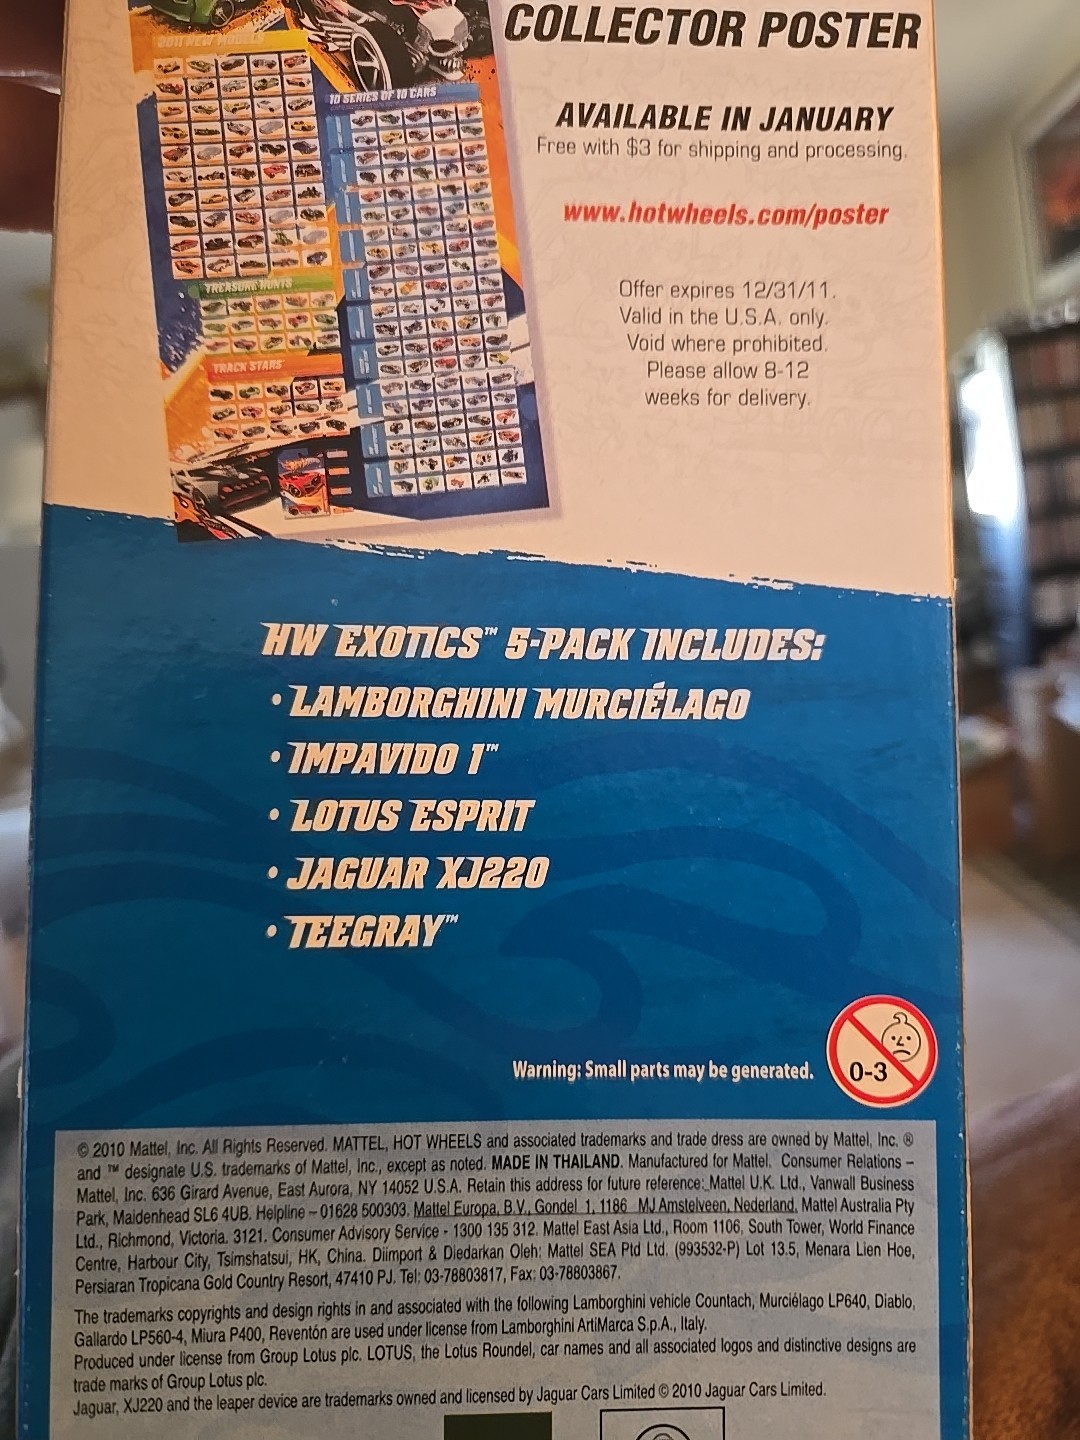 COLLECTOR POSTER
2011 NEW MODELS
10 SERIES OF 10 CARS
TREASURE HUNTS
TRACK STARS
AVAILABLE IN JANUARY
Free with $3 for shipping and processing.
www.hotwheels.com/poster
Offer expires 12/31/11.
Valid in the U.S.A. only.
Void where prohibited.
Please allow 8-12
weeks for delivery.
HW EXOTICS™ 5-PACK INCLUDES:
• LAMBORGHINI MURCIÉLAGO
• IMPAVIDO 1™
• LOTUS ESPRIT
• JAGUAR XJ220
• TEEGRAY™
Warning: Small parts may be generated.
0-3
© 2010 Mattel, Inc. All Rights Reserved. MATTEL, HOT WHEELS and associated trademarks and trade dress are owned by Mattel, Inc. ®
and ™ designate U.S. trademarks of Mattel, Inc., except as noted. MADE IN THAILAND. Manufactured for Mattel. Consumer Relations –
Mattel, Inc. 636 Girard Avenue, East Aurora, NY 14052 U.S.A. Retain this address for future reference: Mattel U.K. Ltd., Vanwall Business
Park, Maidenhead SL6 4UB. Helpline – 01628 500303. Mattel Europa, B.V., Gondel 1, 1186 MJ Amstelveen, Nederland. Mattel Australia Pty
Ltd., Richmond, Victoria. 3121. Consumer Advisory Service - 1300 135 312. Mattel East Asia Ltd., Room 1106, South Tower, World Finance
Centre, Harbour City, Tsimshatsui, HK, China. Diimport & Diedarkan Oleh: Mattel SEA Ptd Ltd. (993532-P) Lot 13.5, Menara Lien Hoe,
Persiaran Tropicana Gold Country Resort, 47410 PJ. Tel: 03-78803817, Fax: 03-78803867.
The trademarks copyrights and design rights in and associated with the following Lamborghini vehicle Countach, Murciélago LP640, Diablo,
Gallardo LP560-4, Miura P400, Reventón are used under license from Lamborghini ArtiMarca S.p.A., Italy.
Produced under license from Group Lotus plc. LOTUS, the Lotus Roundel, car names and all associated logos and distinctive designs are
trade marks of Group Lotus plc.
Jaguar, XJ220 and the leaper device are trademarks owned and licensed by Jaguar Cars Limited © 2010 Jaguar Cars Limited.